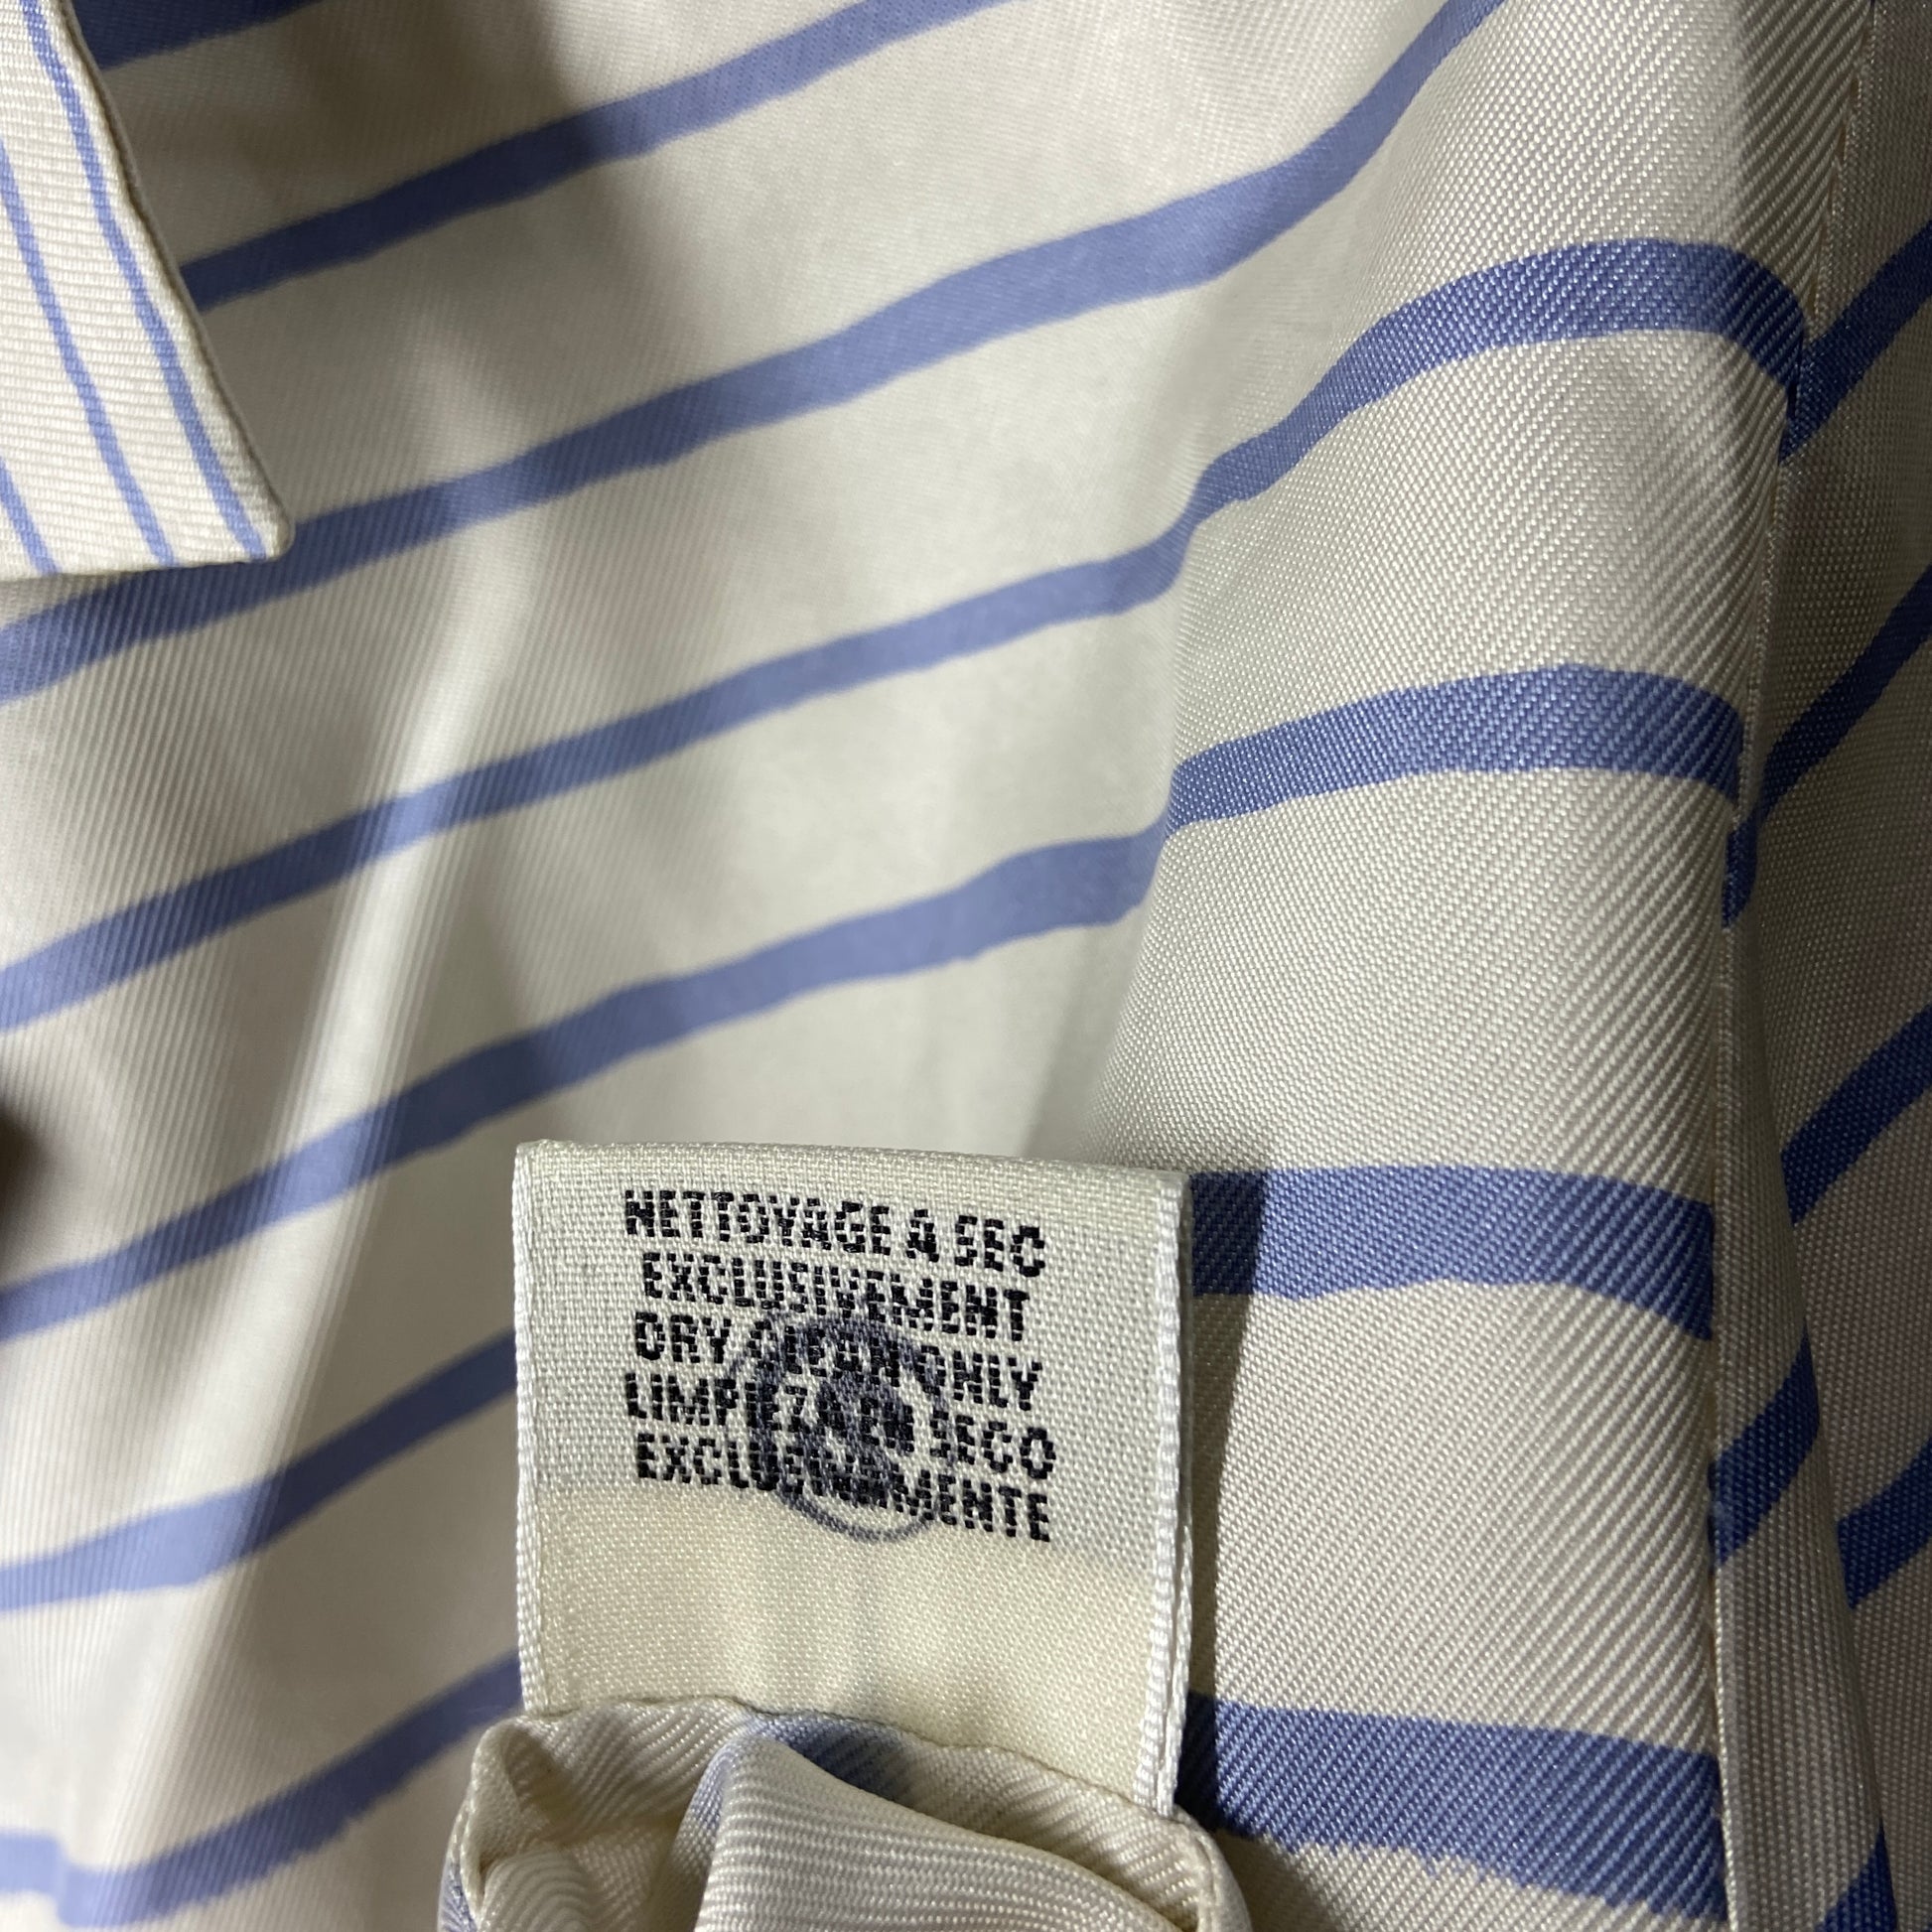 NETTOYAGE A SEC
EXCLUSIVEMENT
DRY CLEAN ONLY
LIMPIEZA EN SECO
EXCLUSIVAMENTE